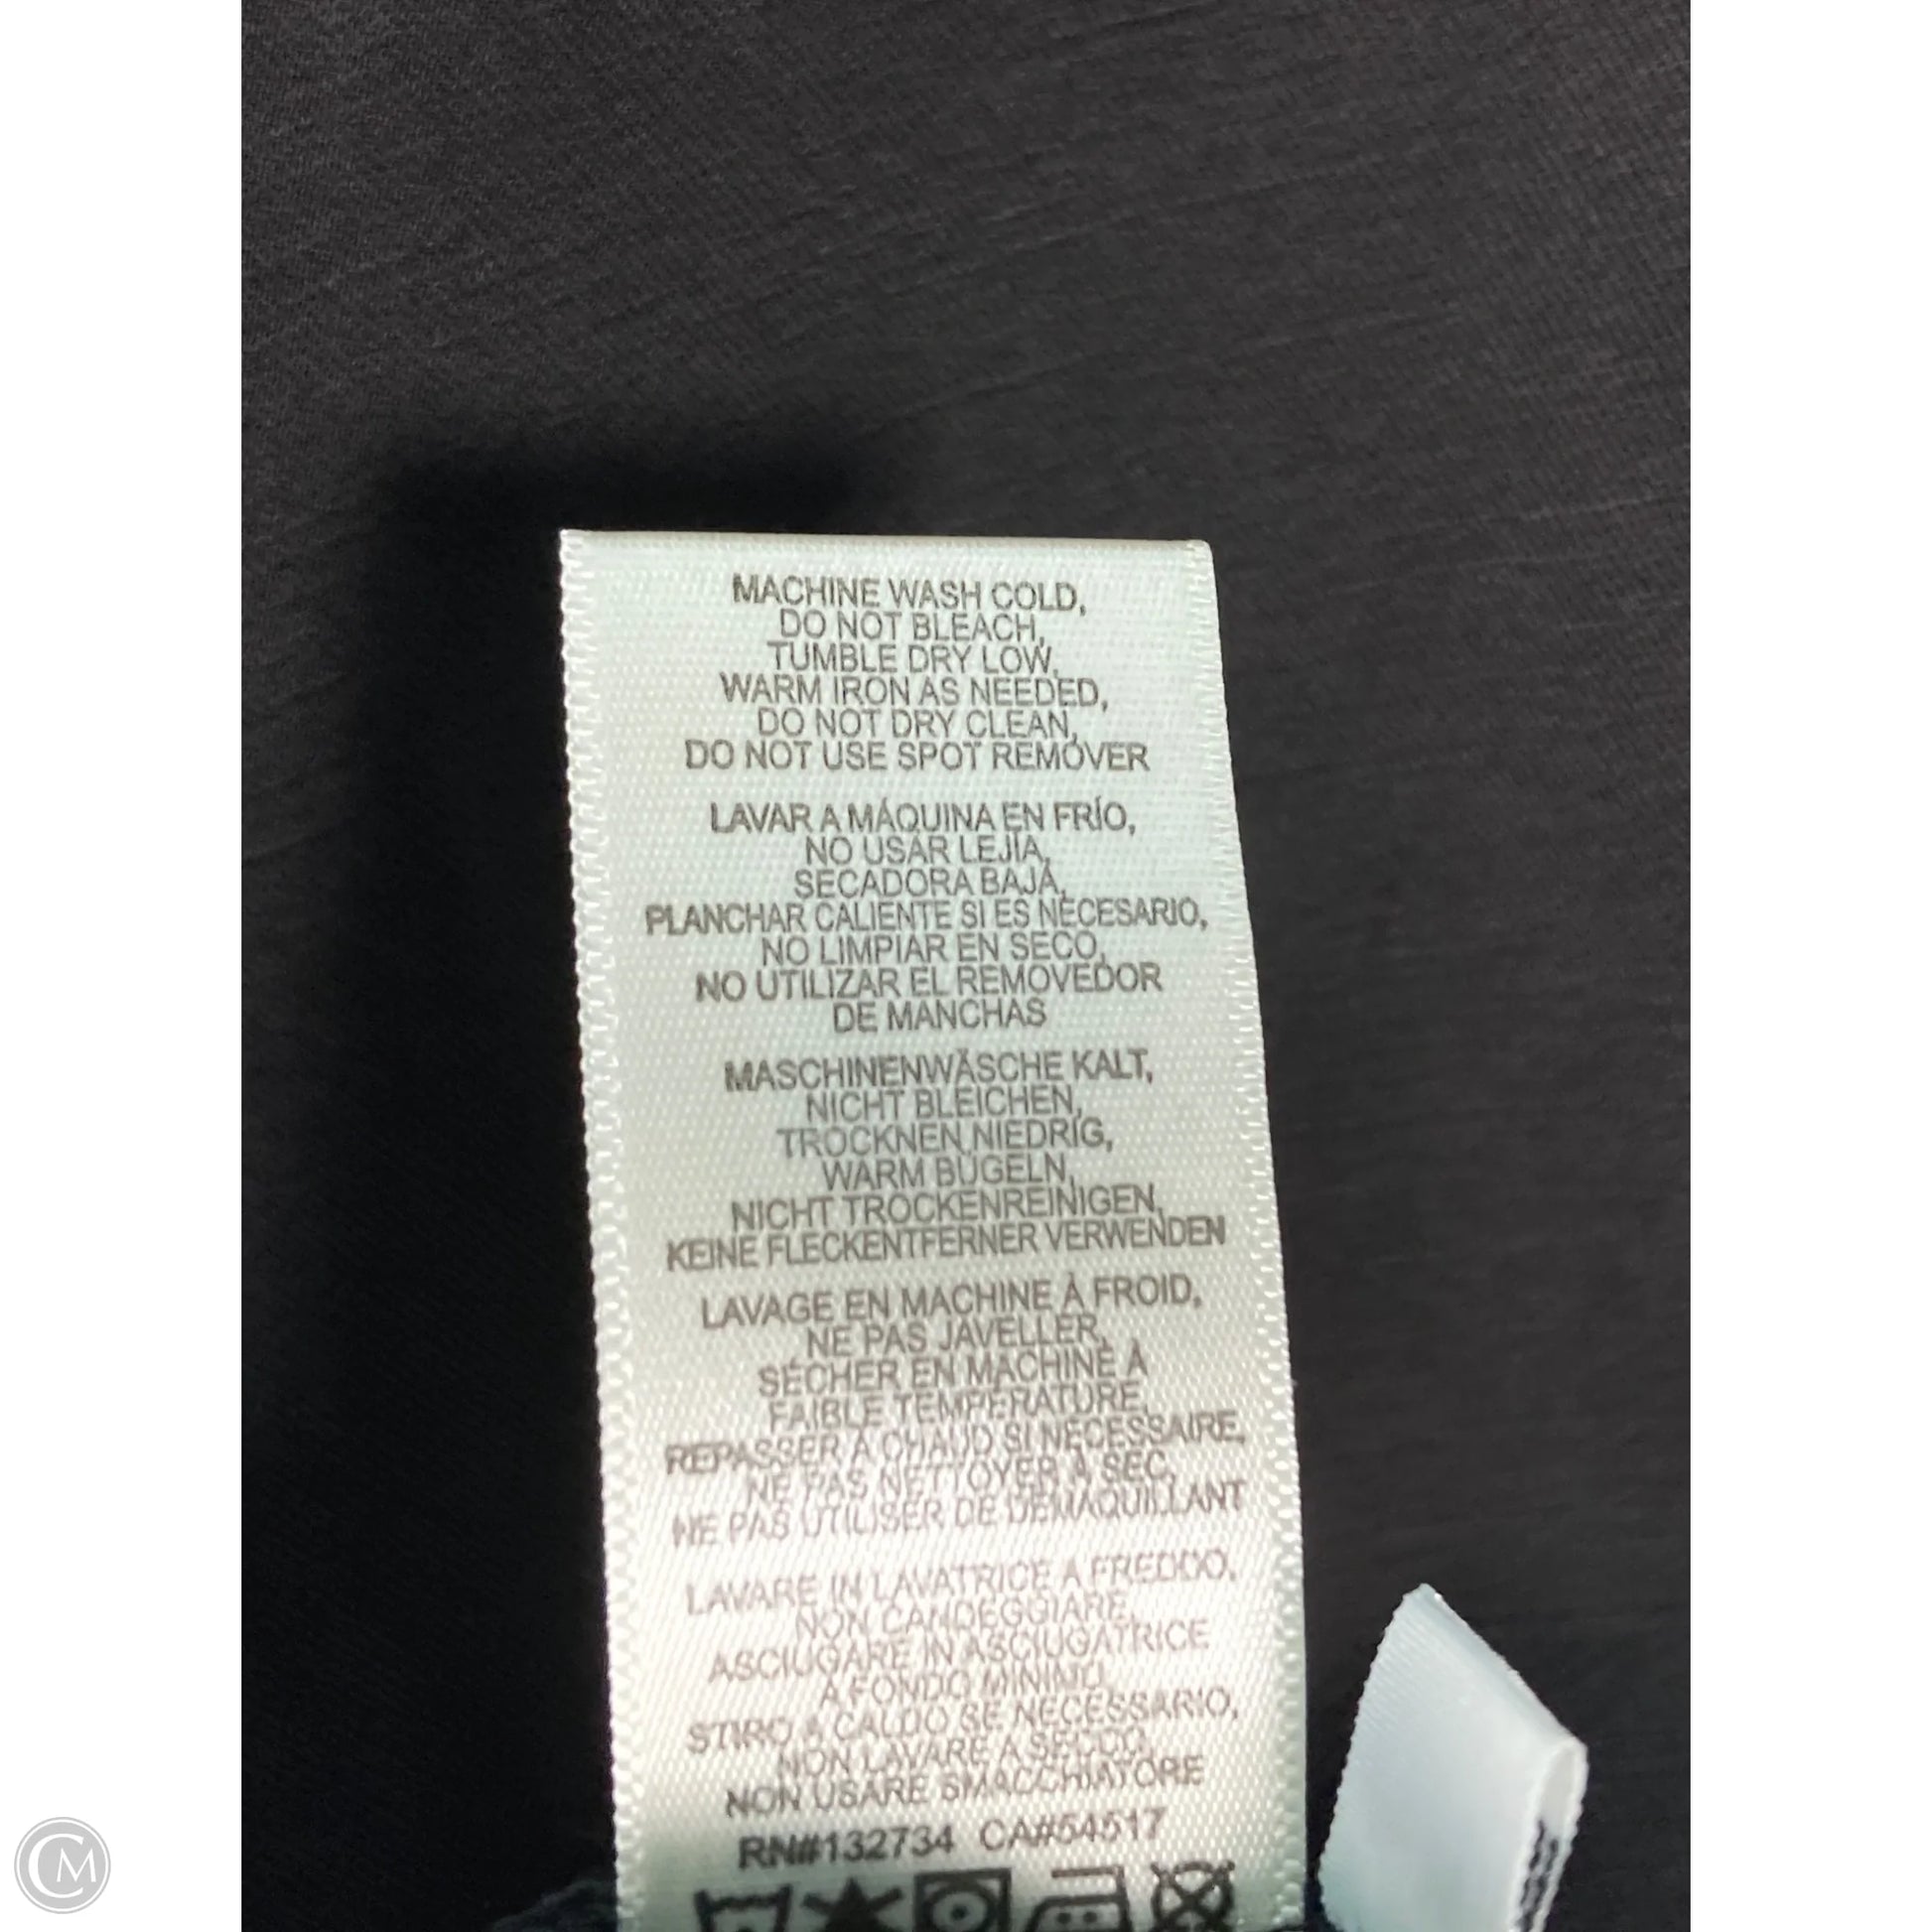 MACHINE WASH COLD,
DO NOT BLEACH,
TUMBLE DRY LOW,
WARM IRON AS NEEDED,
DO NOT DRY CLEAN,
DO NOT USE SPOT REMOVER
LAVAR A MÁQUINA EN FRÍO,
NO USAR LEJÍA,
SECADORA BAJA,
PLANCHAR CALIENTE SI ES NECESARIO,
NO LIMPIAR EN SECO,
NO UTILIZAR EL REMOVEDOR
DE MANCHAS
MASCHINENWÄSCHE KALT,
NICHT BLEICHEN,
TROCKNEN NIEDRIG,
WARM BÜGELN,
NICHT TROCKENREINIGEN,
KEINE FLECKENTFERNER VERWENDEN
LAVAGE EN MACHINE À FROID,
NE PAS JAVELLER,
SÉCHER EN MACHINE À
FAIBLE TEMPÉRATURE,
REPASSER À CHAUD SI NÉCESSAIRE,
NE PAS NETTOYER À SEC,
NE PAS UTILISER DE DÉMAQUILLANT
LAVARE IN LAVATRICE A FREDDO,
NON CANDEGGIARE,
ASCIUGARE IN ASCIUGATRICE
A FONDO MINIMO,
STIRO A CALDO SE NECESSARIO,
NON LAVARE A SECCO,
NON USARE SMACCHIATORE
RN#132734 CA#54517
CM